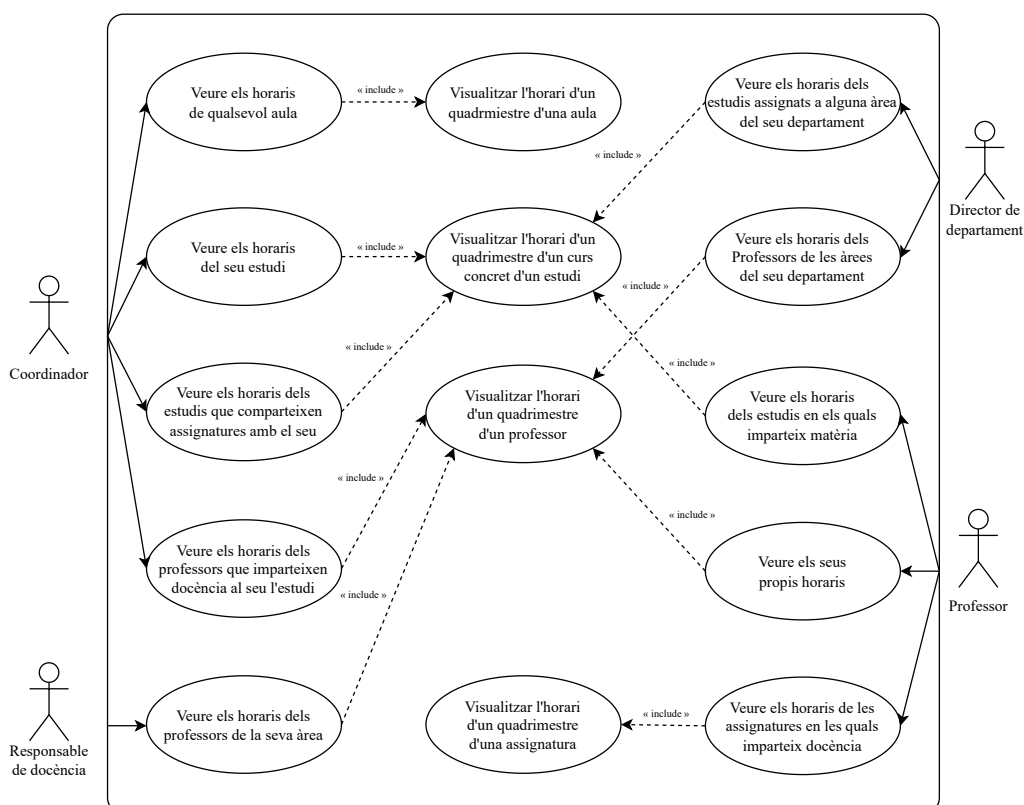 Veure els horaris
de qualsevol aula
« include »
Visualitzar l'horari d'un
quadrmiestre d'una aula
Veure els horaris dels
estudis assignats a alguna àrea
del seu departament
« include »
Director de
departament
Veure els horaris
del seu estudi
« include »
Visualitzar l'horari d'un
quadrimestre d'un curs
concret d'un estudi
Veure els horaris dels
Professors de les àrees
del seu departament
« include »
Coordinador
« include »
« include »
Veure els horaris dels
estudis que comparteixen
assignatures amb el seu
Visualitzar l'horari
d'un quadrimestre
d'un professor
Veure els horaris
dels estudis en els quals
imparteix matèria
« include »
« include »
Veure els horaris dels
professors que imparteixen
docència al seu l'estudi
« include »
Veure els seus
propis horaris
Professor
Responsable
de docència
Veure els horaris dels
professors de la seva àrea
Visualitzar l'horari
d'un quadrimestre
d'una assignatura
« include »
Veure els horaris de les
assignatures en les quals
imparteix docència